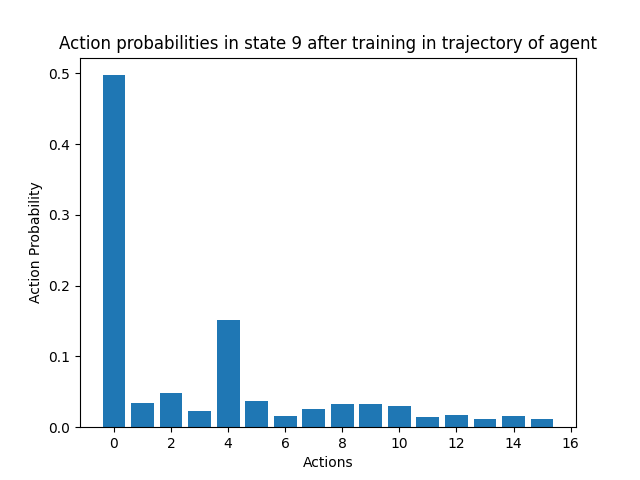 Action probabilities in state 9 after training in trajectory of agent
Action Probability
0.5
0.4
0.3
0.2
0.1
0.0
0 2 4 6 8 10 12 14 16
Actions